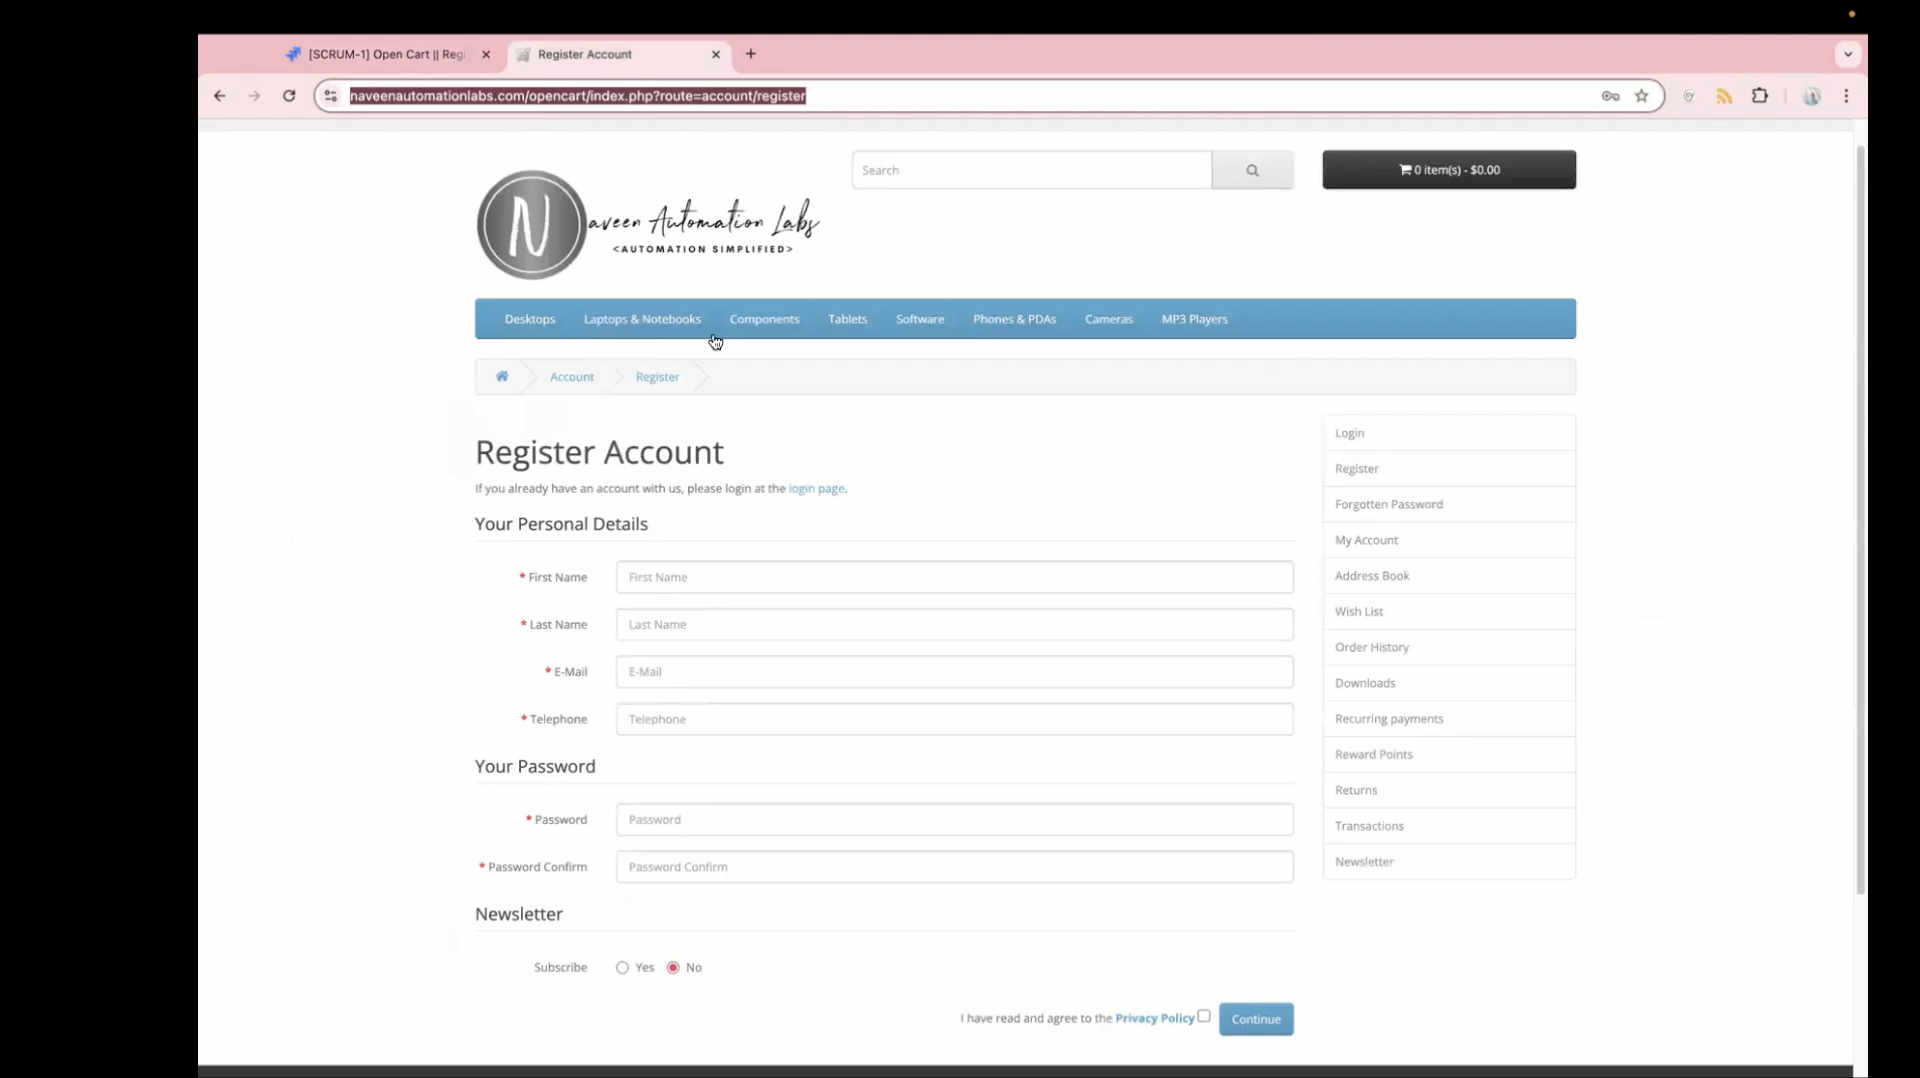 [SCRUM-1] Open Cart || Regi
Register Account
naveenautomationlabs.com/opencart/index.php?route=account/register
Search
0 item(s) - $0.00
Naveen Automation Labs
<AUTOMATION SIMPLIFIED>
Desktops Laptops & Notebooks Components Tablets Software Phones & PDAs Cameras MP3 Players
Account Register
Register Account
If you already have an account with us, please login at the login page.
Your Personal Details
* First Name First Name
* Last Name Last Name
* E-Mail E-Mail
* Telephone Telephone
Your Password
* Password Password
* Password Confirm Password Confirm
Newsletter
Subscribe Yes No
I have read and agree to the Privacy Policy Continue
Login
Register
Forgotten Password
My Account
Address Book
Wish List
Order History
Downloads
Recurring payments
Reward Points
Returns
Transactions
Newsletter